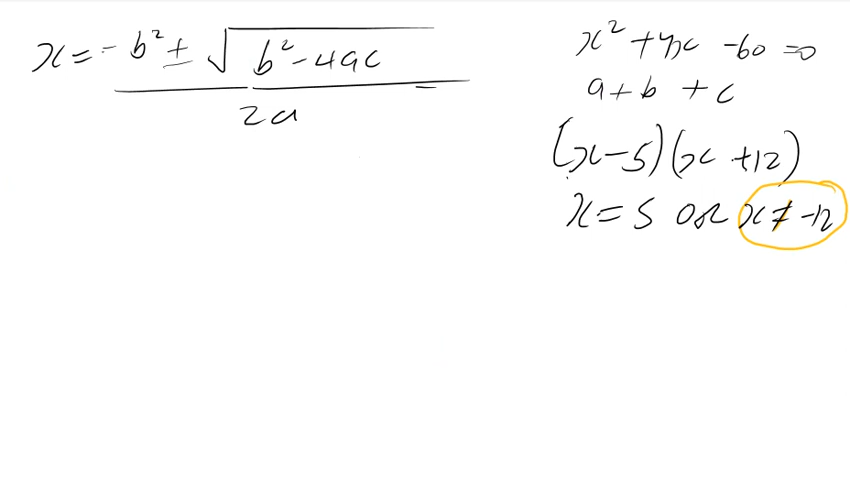 x = -b² ± √(b² - 4ac)
2a
x² + 7x - 60 = 0
a + b + c
(x - 5)(x + 12)
x = 5 or x ≠ -12